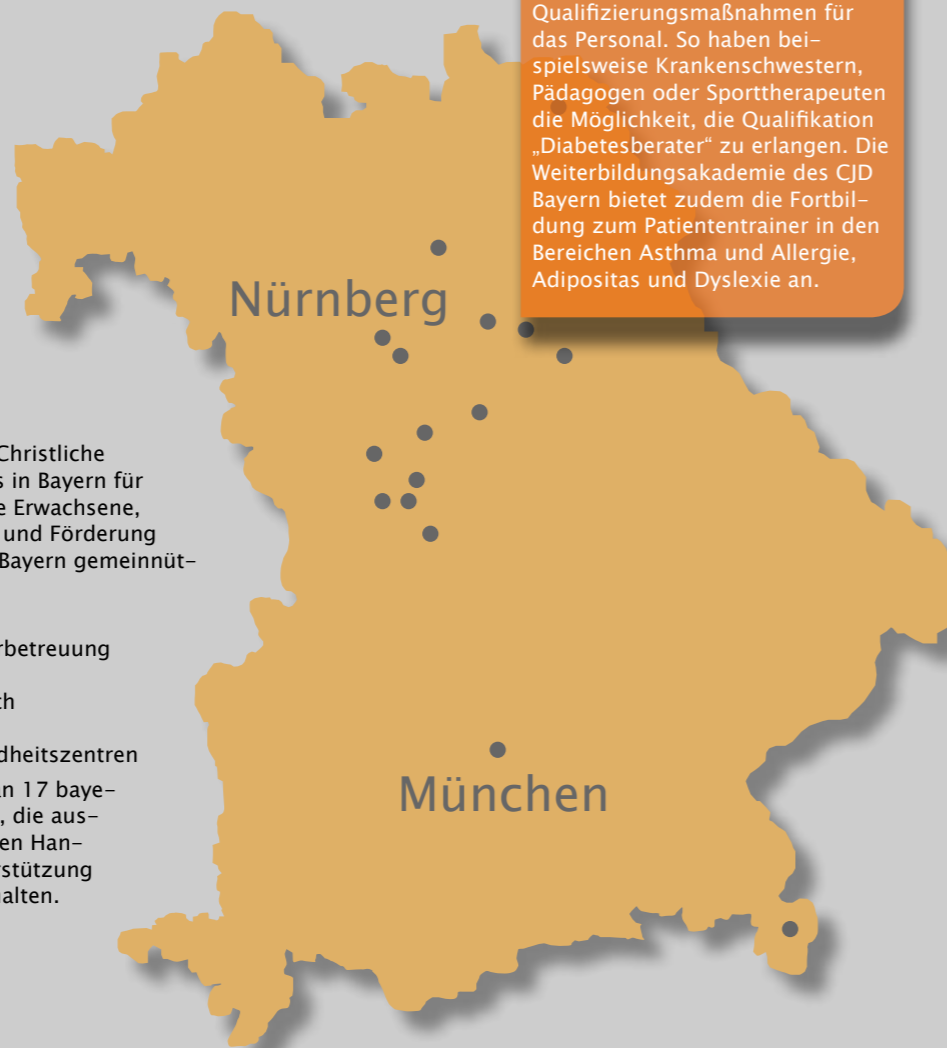 Qualifizierungsmaßnahmen für
das Personal. So haben bei-
spielsweise Krankenschwestern,
Pädagogen oder Sporttherapeuten
die Möglichkeit, die Qualifikation
„Diabetesberater“ zu erlangen. Die
Weiterbildungsakademie des CJD
Bayern bietet zudem die Fortbil-
dung zum Patiententrainer in den
Bereichen Asthma und Allergie,
Adipositas und Dyslexie an.
Nürnberg
Christliche
s in Bayern für
e Erwachsene,
und Förderung
Bayern gemeinnüt-
rbetreuung
ch
dheitszentren
an 17 baye-
, die aus-
en Han-
rstützung
alten.
München